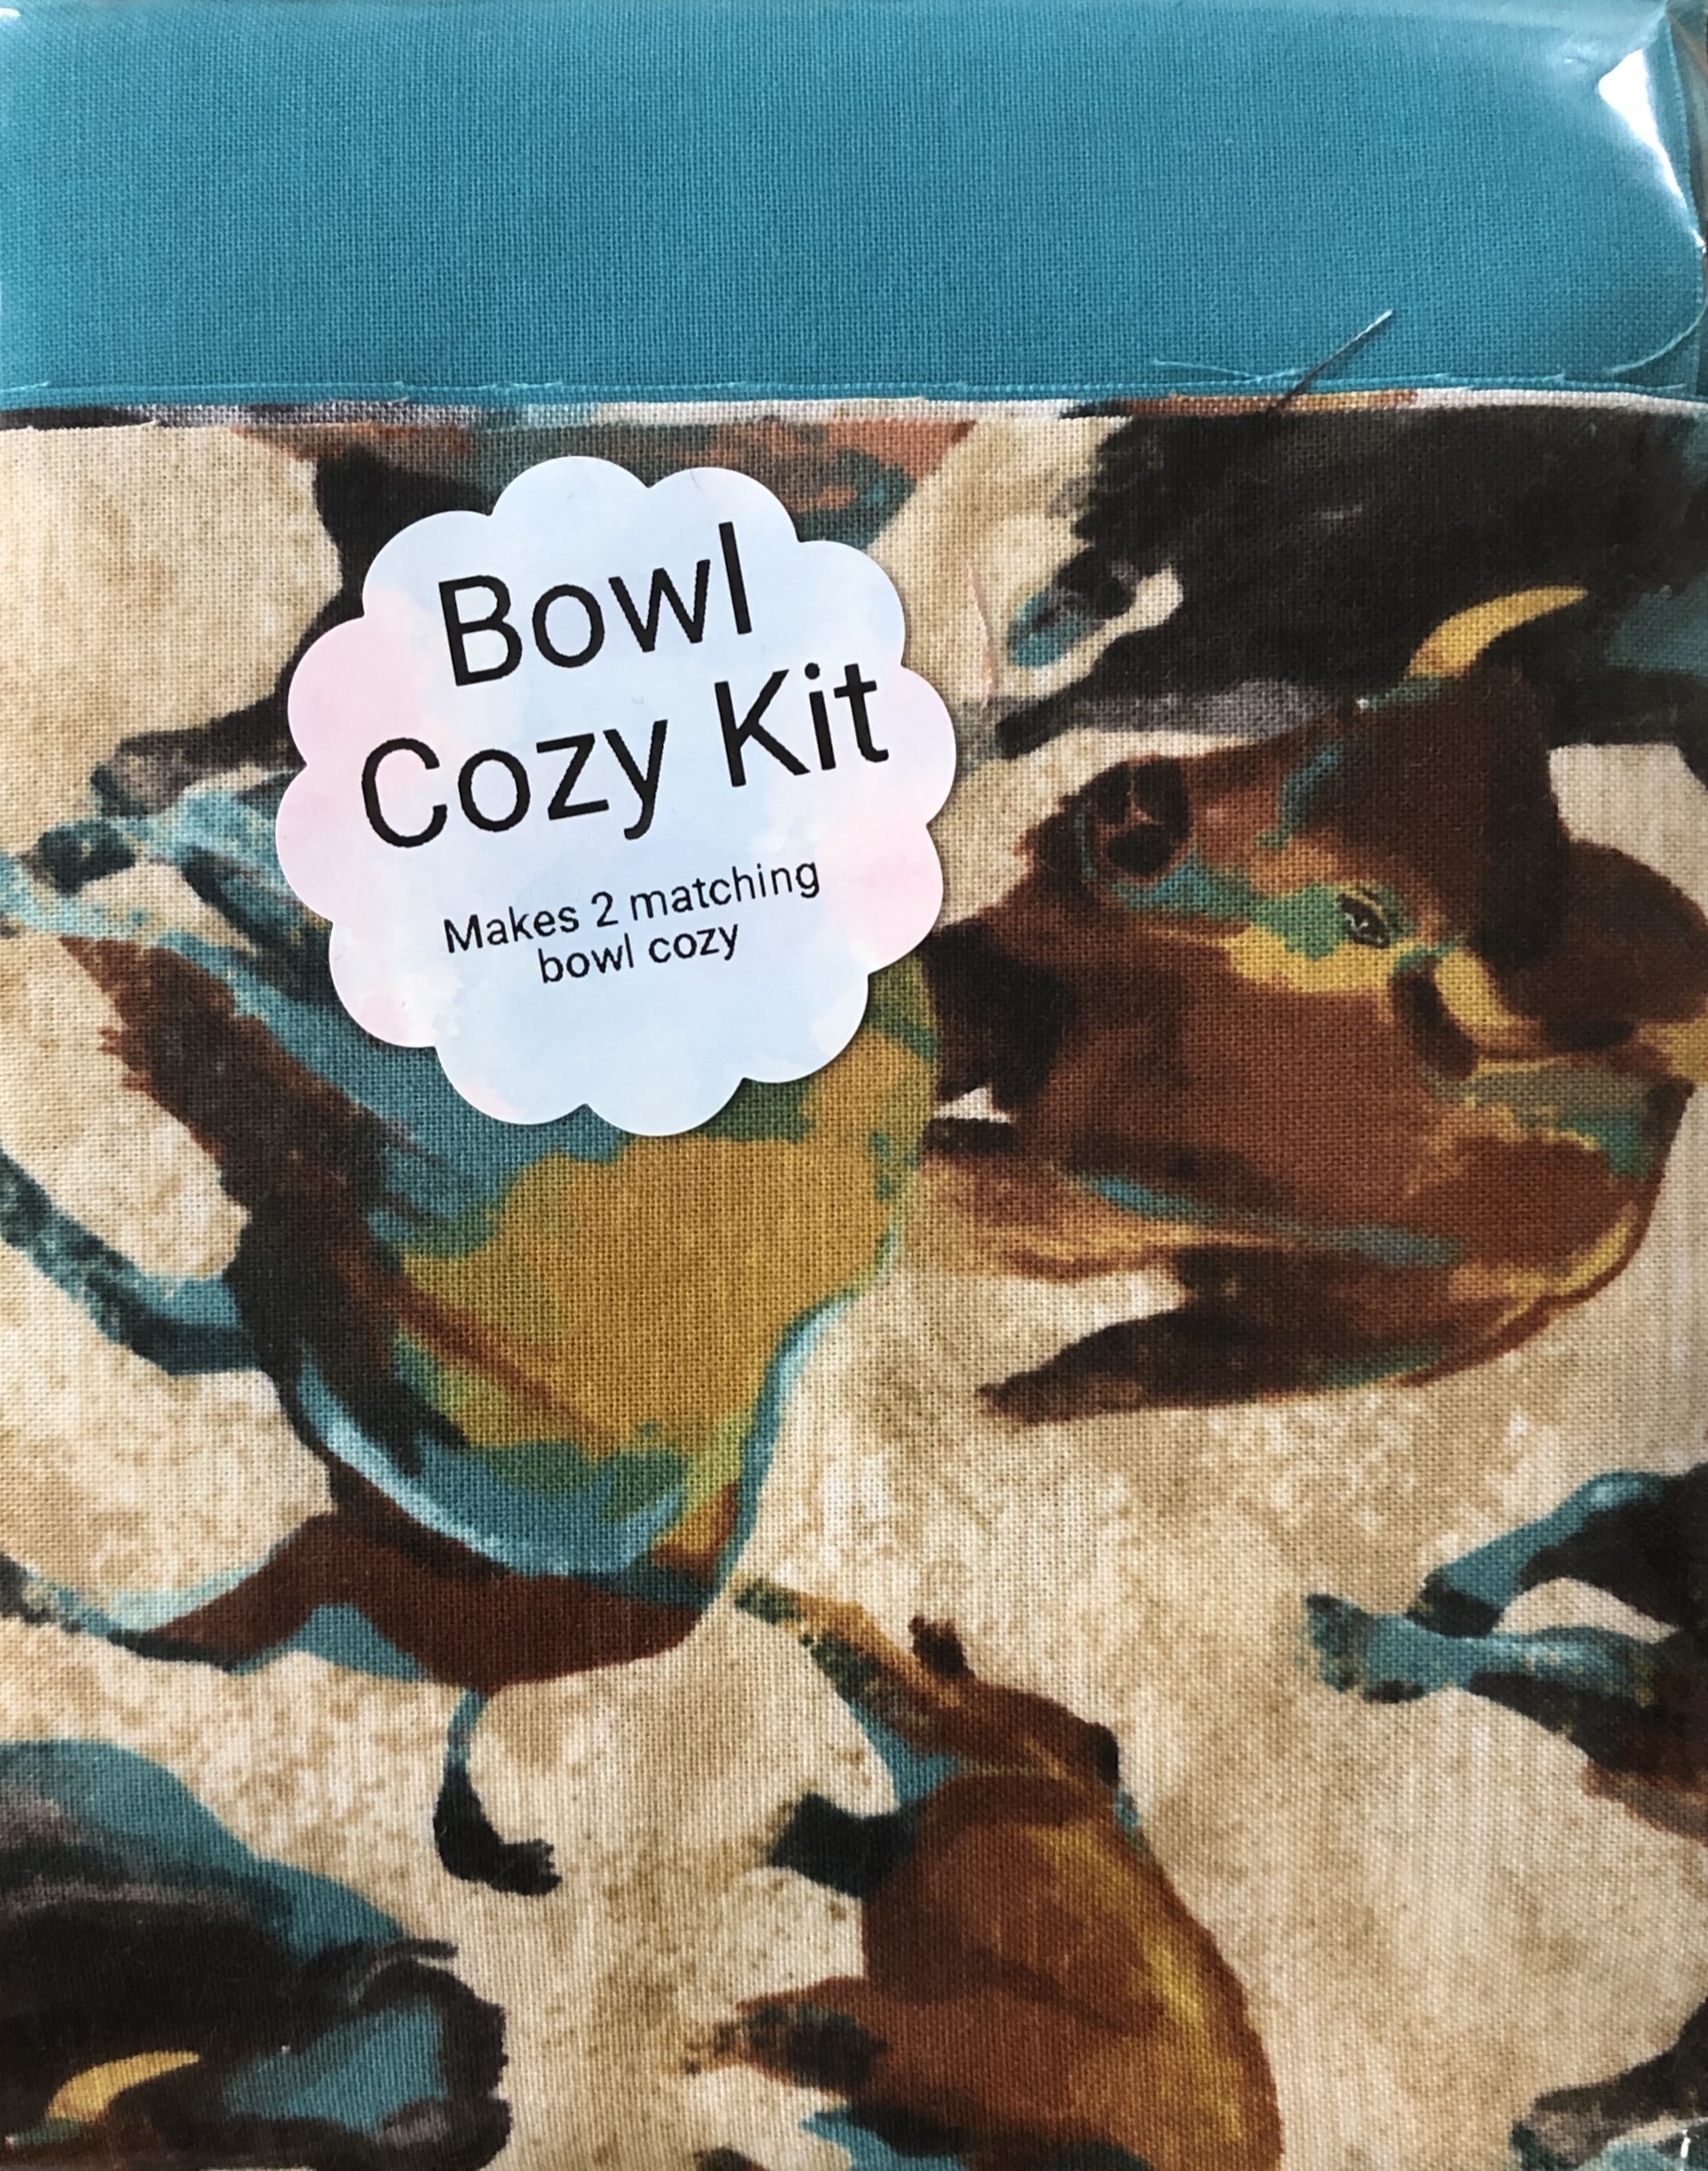 Bowl
Cozy Kit
Makes 2 matching
bowl cozy